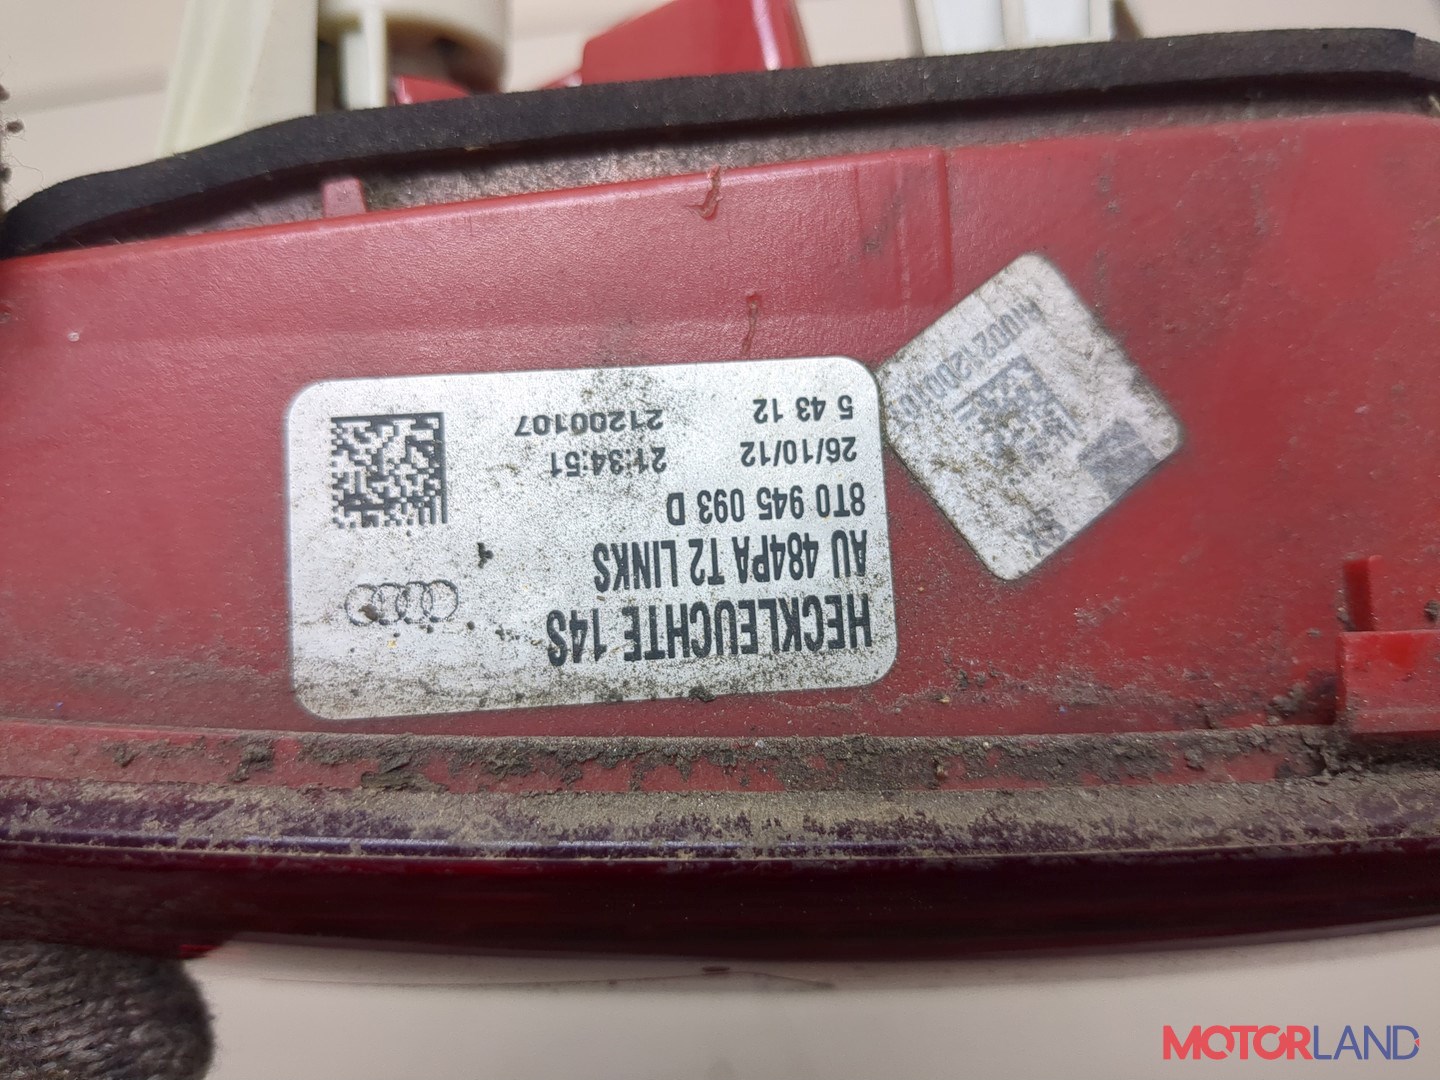 HECKLEUCHTE 14S
AU 484PA T2 LINKS
8T0 945 093 D
26/10/12 21:34:51
5 43 12 21200107
MOTORLAND